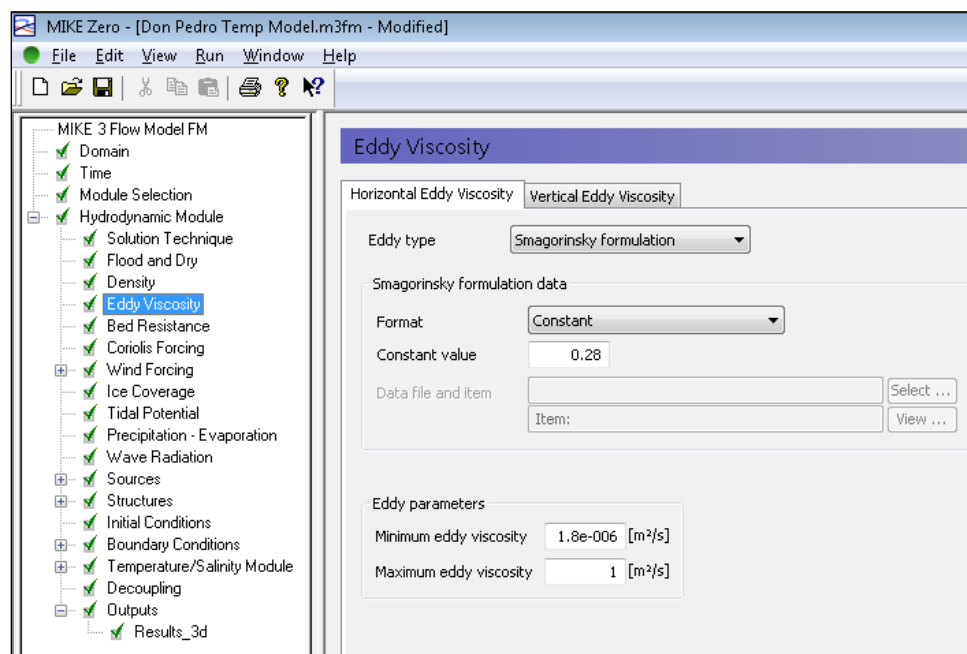 MIKE Zero - [Don Pedro Temp Model.m3fm - Modified]
File Edit View Run Window Help
MIKE 3 Flow Model FM
Domain
Time
Module Selection
Hydrodynamic Module
Solution Technique
Flood and Dry
Density
Eddy Viscosity
Bed Resistance
Coriolis Forcing
Wind Forcing
Ice Coverage
Tidal Potential
Precipitation - Evaporation
Wave Radiation
Sources
Structures
Initial Conditions
Boundary Conditions
Temperature/Salinity Module
Decoupling
Outputs
Results_3d
Eddy Viscosity
Horizontal Eddy Viscosity Vertical Eddy Viscosity
Eddy type Smagorinsky formulation
Smagorinsky formulation data
Format Constant
Constant value 0.28
Data file and item Select ...
Item: View ...
Eddy parameters
Minimum eddy viscosity 1.8e-006 [m²/s]
Maximum eddy viscosity 1 [m²/s]